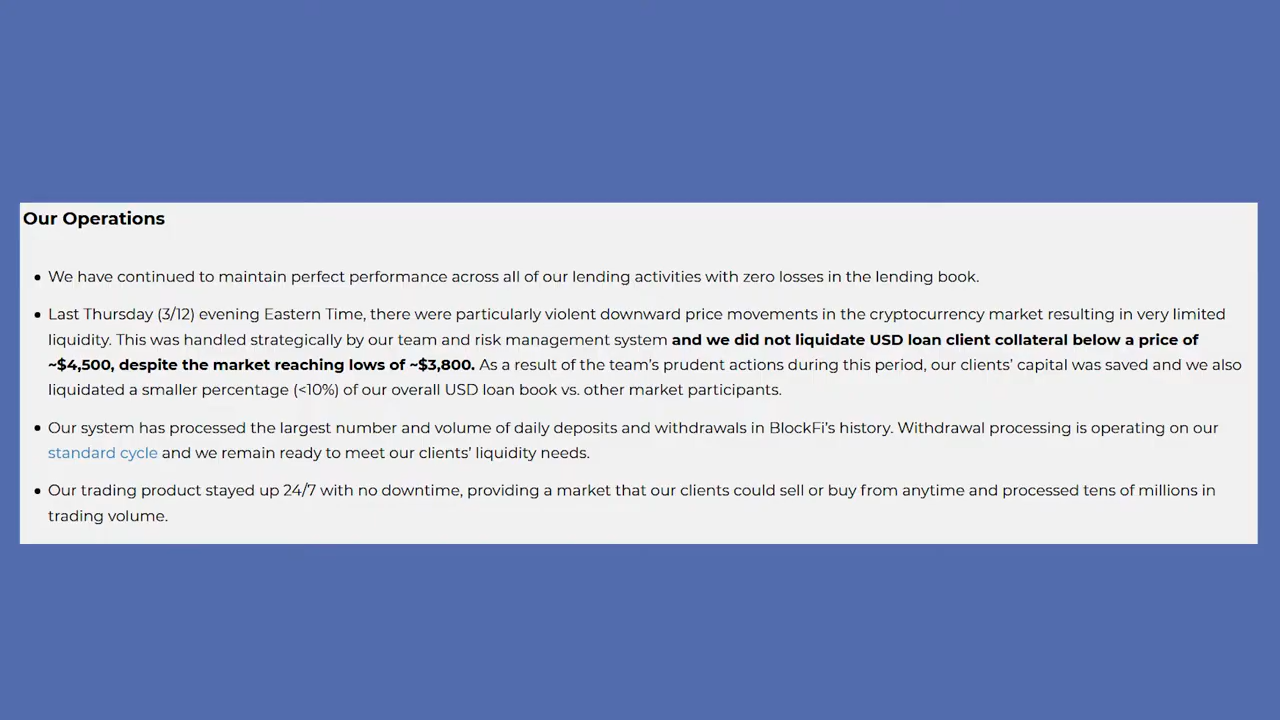 Our Operations
• We have continued to maintain perfect performance across all of our lending activities with zero losses in the lending book.
• Last Thursday (3/12) evening Eastern Time, there were particularly violent downward price movements in the cryptocurrency market resulting in very limited
liquidity. This was handled strategically by our team and risk management system and we did not liquidate USD loan client collateral below a price of
~$4,500, despite the market reaching lows of ~$3,800. As a result of the team's prudent actions during this period, our clients' capital was saved and we also
liquidated a smaller percentage (<10%) of our overall USD loan book vs. other market participants.
• Our system has processed the largest number and volume of daily deposits and withdrawals in BlockFi's history. Withdrawal processing is operating on our
standard cycle and we remain ready to meet our clients' liquidity needs.
• Our trading product stayed up 24/7 with no downtime, providing a market that our clients could sell or buy from anytime and processed tens of millions in
trading volume.